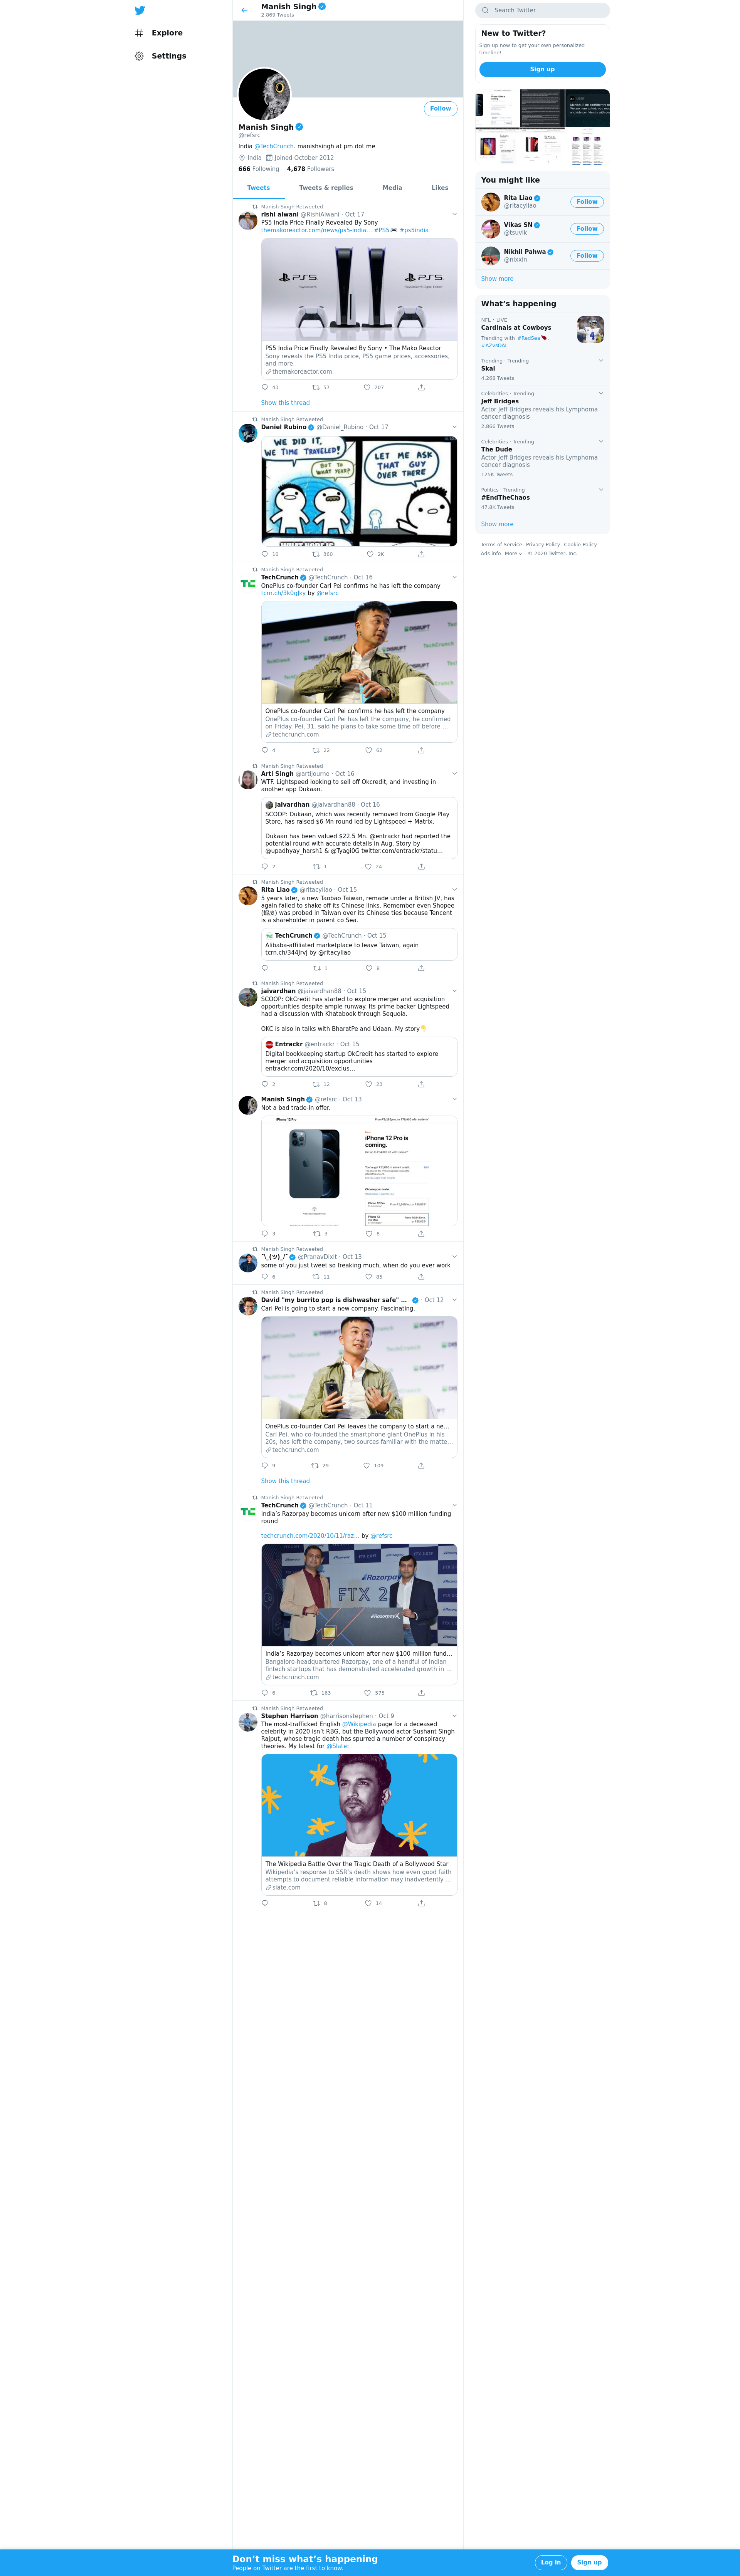 Manish Singh
2,869 Tweets
Explore
Settings
Search Twitter
New to Twitter?
Sign up now to get your own personalized
timeline!
Sign up
Follow
Manish Singh
@refsrc
India @TechCrunch. manishsingh at pm dot me
India Joined October 2012
666 Following 4,678 Followers
Tweets Tweets & replies Media Likes
Manish Singh Retweeted
rishi alwani @RishiAlwani · Oct 17
PS5 India Price Finally Revealed By Sony
themakoreactor.com/news/ps5-india… #PS5 #ps5india
PS5 PS5
PS5 India Price Finally Revealed By Sony • The Mako Reactor
Sony reveals the PS5 India price, PS5 game prices, accessories,
and more.
themakoreactor.com
43 57 207
Show this thread
Manish Singh Retweeted
Daniel Rubino @Daniel_Rubino · Oct 17
WE DID IT,
WE TIME TRAVELED!
BUT TO
WHAT YEAR?
LET ME ASK
THAT GUY
OVER THERE
10 360 2K
Manish Singh Retweeted
TechCrunch @TechCrunch · Oct 16
OnePlus co-founder Carl Pei confirms he has left the company
tcrn.ch/3k0gJky by @refsrc
DISRUPT
OnePlus co-founder Carl Pei confirms he has left the company
OnePlus co-founder Carl Pei has left the company, he confirmed
on Friday. Pei, 31, said he plans to take some time off before …
techcrunch.com
4 22 62
Manish Singh Retweeted
Arti Singh @artijourno · Oct 16
WTF. Lightspeed looking to sell off Okcredit, and investing in
another app Dukaan.
jaivardhan @jaivardhan88 · Oct 16
SCOOP: Dukaan, which was recently removed from Google Play
Store, has raised $6 Mn round led by Lightspeed + Matrix.
Dukaan has been valued $22.5 Mn. @entrackr had reported the
potential round with accurate details in Aug. Story by
@upadhyay_harsh1 & @Tyagi0G twitter.com/entrackr/statu…
2 1 24
Manish Singh Retweeted
Rita Liao @ritacyliao · Oct 15
5 years later, a new Taobao Taiwan, remade under a British JV, has
again failed to shake off its Chinese links. Remember even Shopee
(蝦皮) was probed in Taiwan over its Chinese ties because Tencent
is a shareholder in parent co Sea.
TechCrunch @TechCrunch · Oct 15
Alibaba-affiliated marketplace to leave Taiwan, again
tcrn.ch/344Jrvj by @ritacyliao
1 8
Manish Singh Retweeted
jaivardhan @jaivardhan88 · Oct 15
SCOOP: OkCredit has started to explore merger and acquisition
opportunities despite ample runway. Its prime backer Lightspeed
had a discussion with Khatabook through Sequoia.
OKC is also in talks with BharatPe and Udaan. My story
Entrackr @entrackr · Oct 15
Digital bookkeeping startup OkCredit has started to explore
merger and acquisition opportunities
entrackr.com/2020/10/exclus…
2 12 23
Manish Singh @refsrc · Oct 13
Not a bad trade-in offer.
iPhone 12 Pro
iPhone 12 Pro is
coming.
3 3 8
Manish Singh Retweeted
¯\_(ツ)_/¯ @PranavDixit · Oct 13
some of you just tweet so freaking much, when do you ever work
6 11 85
Manish Singh Retweeted
David "my burrito pop is dishwasher safe" … · Oct 12
Carl Pei is going to start a new company. Fascinating.
DISRUPT
OnePlus co-founder Carl Pei leaves the company to start a ne…
Carl Pei, who co-founded the smartphone giant OnePlus in his
20s, has left the company, two sources familiar with the matte…
techcrunch.com
9 29 109
Show this thread
Manish Singh Retweeted
TechCrunch @TechCrunch · Oct 11
India's Razorpay becomes unicorn after new $100 million funding
round
techcrunch.com/2020/10/11/raz… by @refsrc
Razorpay
FTX 2
RazorpayX
India's Razorpay becomes unicorn after new $100 million fund…
Bangalore-headquartered Razorpay, one of a handful of Indian
fintech startups that has demonstrated accelerated growth in …
techcrunch.com
6 163 575
Manish Singh Retweeted
Stephen Harrison @harrisonstephen · Oct 9
The most-trafficked English @Wikipedia page for a deceased
celebrity in 2020 isn't RBG, but the Bollywood actor Sushant Singh
Rajput, whose tragic death has spurred a number of conspiracy
theories. My latest for @Slate:
The Wikipedia Battle Over the Tragic Death of a Bollywood Star
Wikipedia's response to SSR's death shows how even good faith
attempts to document reliable information may inadvertently …
slate.com
8 14
You might like
Rita Liao
@ritacyliao
Follow
Vikas SN
@tsuvik
Follow
Nikhil Pahwa
@nixxin
Follow
Show more
What's happening
NFL · LIVE
Cardinals at Cowboys
Trending with #RedSea,
#AZvsDAL
Trending · Trending
Skai
4,268 Tweets
Celebrities · Trending
Jeff Bridges
Actor Jeff Bridges reveals his Lymphoma
cancer diagnosis
2,866 Tweets
Celebrities · Trending
The Dude
Actor Jeff Bridges reveals his Lymphoma
cancer diagnosis
125K Tweets
Politics · Trending
#EndTheChaos
47.8K Tweets
Show more
Terms of Service Privacy Policy Cookie Policy
Ads info More © 2020 Twitter, Inc.
Don't miss what's happening
People on Twitter are the first to know.
Log in
Sign up